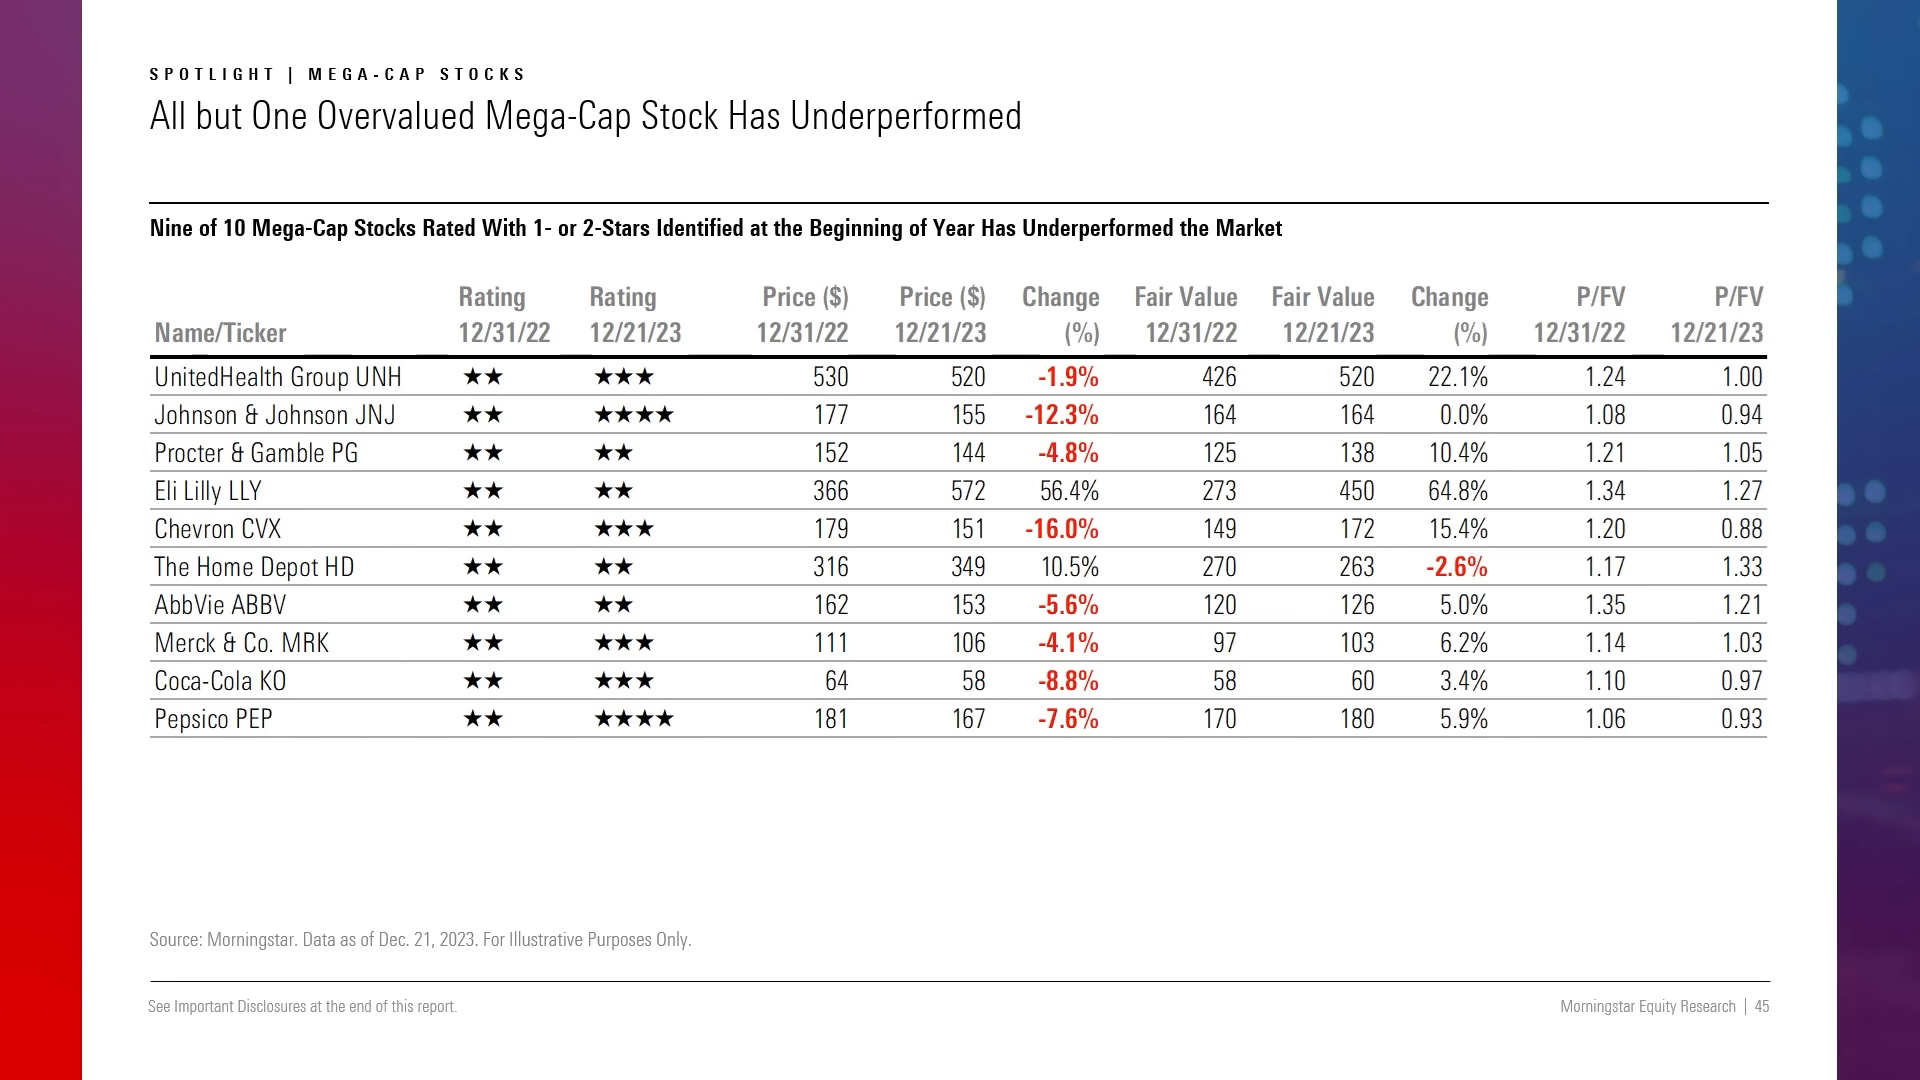 SPOTLIGHT | MEGA-CAP STOCKS
All but One Overvalued Mega-Cap Stock Has Underperformed
Nine of 10 Mega-Cap Stocks Rated With 1- or 2-Stars Identified at the Beginning of Year Has Underperformed the Market
Rating Rating Price ($) Price ($) Change Fair Value Fair Value Change P/FV P/FV
Name/Ticker 12/31/22 12/21/23 12/31/22 12/21/23 (%) 12/31/22 12/21/23 (%) 12/31/22 12/21/23
UnitedHealth Group UNH ★★ ★★★ 530 520 -1.9% 426 520 22.1% 1.24 1.00
Johnson & Johnson JNJ ★★ ★★★★ 177 155 -12.3% 164 164 0.0% 1.08 0.94
Procter & Gamble PG ★★ ★★ 152 144 -4.8% 125 138 10.4% 1.21 1.05
Eli Lilly LLY ★★ ★★ 366 572 56.4% 273 450 64.8% 1.34 1.27
Chevron CVX ★★ ★★★ 179 151 -16.0% 149 172 15.4% 1.20 0.88
The Home Depot HD ★★ ★★ 316 349 10.5% 270 263 -2.6% 1.17 1.33
AbbVie ABBV ★★ ★★ 162 153 -5.6% 120 126 5.0% 1.35 1.21
Merck & Co. MRK ★★ ★★★ 111 106 -4.1% 97 103 6.2% 1.14 1.03
Coca-Cola KO ★★ ★★★ 64 58 -8.8% 58 60 3.4% 1.10 0.97
Pepsico PEP ★★ ★★★★ 181 167 -7.6% 170 180 5.9% 1.06 0.93
Source: Morningstar. Data as of Dec. 21, 2023. For Illustrative Purposes Only.
See Important Disclosures at the end of this report.
Morningstar Equity Research | 45